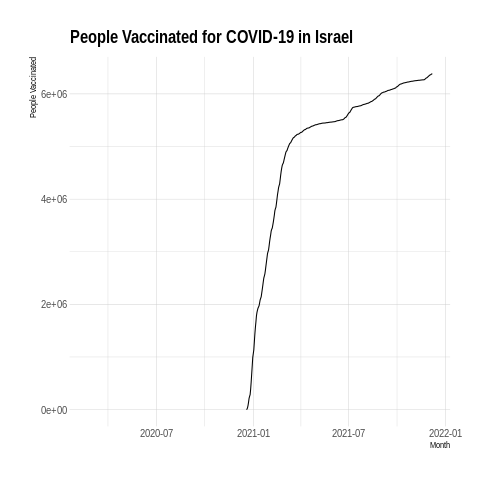 People Vaccinated for COVID-19 in Israel
People Vaccinated
6e+06
4e+06
2e+06
0e+00
2020-07 2021-01 2021-07 2022-01
Month